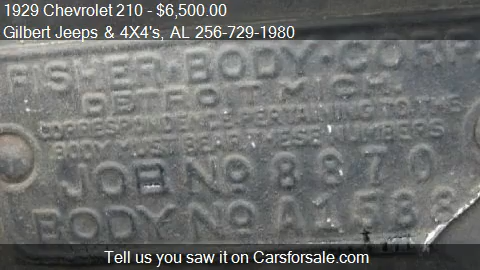 1929 Chevrolet 210 - $6,500.00
Gilbert Jeeps & 4X4's, AL 256-729-1980
FISHER BODY CORP
DETROIT MICH.
CORRESPONDENCE PERTAINING TO THIS
BODY MUST BEAR THESE NUMBERS
JOB NO 8870
BODY NO A1588
Tell us you saw it on Carsforsale.com